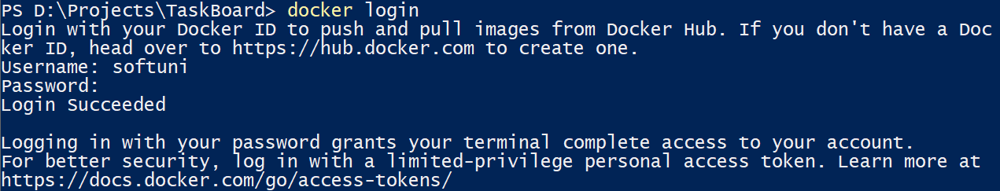 PS D:\Projects\TaskBoard> docker login
Login with your Docker ID to push and pull images from Docker Hub. If you don't have a Doc
ker ID, head over to https://hub.docker.com to create one.
Username: softuni
Password:
Login Succeeded
Logging in with your password grants your terminal complete access to your account.
For better security, log in with a limited-privilege personal access token. Learn more at
https://docs.docker.com/go/access-tokens/